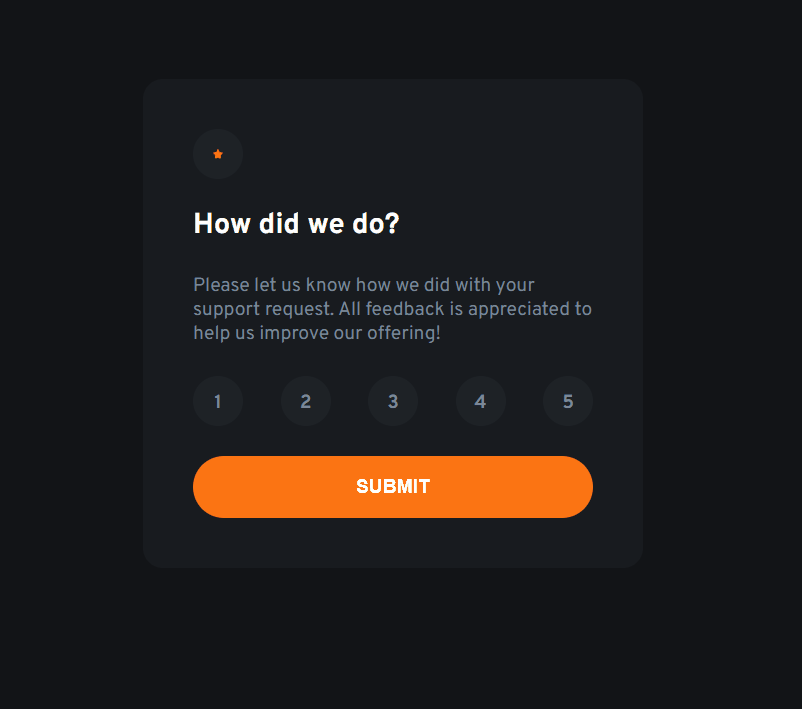 How did we do?
Please let us know how we did with your
support request. All feedback is appreciated to
help us improve our offering!
1 2 3 4 5
SUBMIT